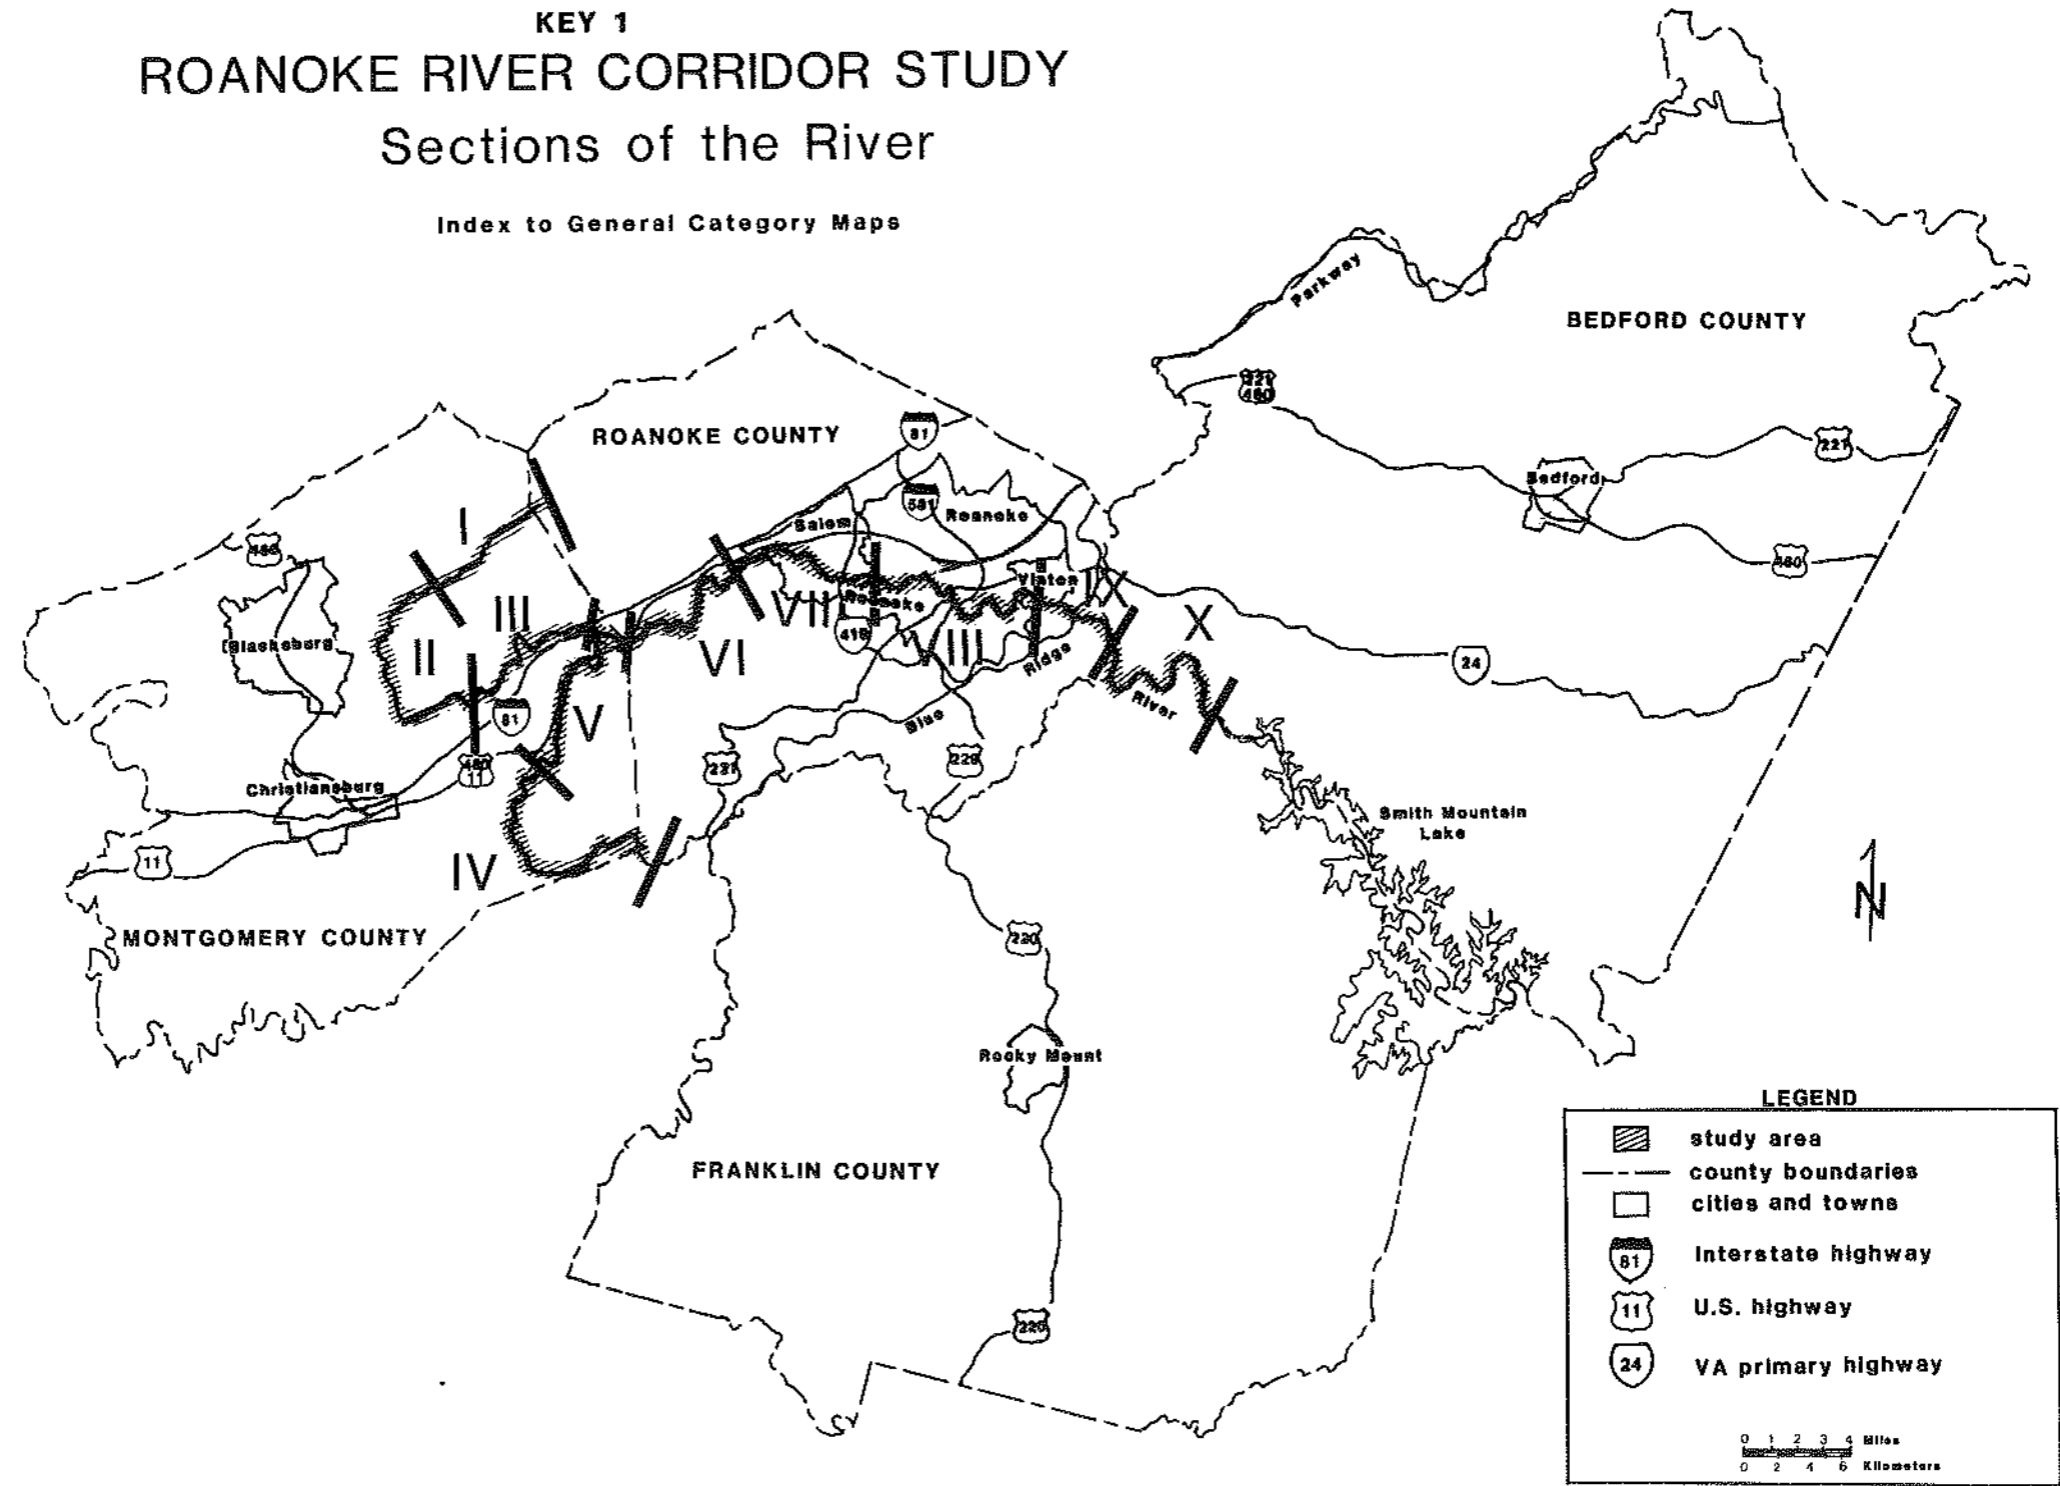 KEY 1
ROANOKE RIVER CORRIDOR STUDY
Sections of the River
Index to General Category Maps
Parkway
BEDFORD COUNTY
221
460
ROANOKE COUNTY
81
221
Bedford
581
Roanoke
Salem
I
460
460
Vinton
IX
Roanoke
III
VII
X
419
Blacksburg
II
VI
VIII
24
Ridge
81
V
River
Blue
460
11
221
220
Christiansburg
Smith Mountain
Lake
11
IV
N
MONTGOMERY COUNTY
220
Rocky Mount
LEGEND
study area
FRANKLIN COUNTY
county boundaries
cities and towns
81
Interstate highway
11
U.S. highway
220
24
VA primary highway
0 1 2 3 4 Miles
0 2 4 6 Kilometers